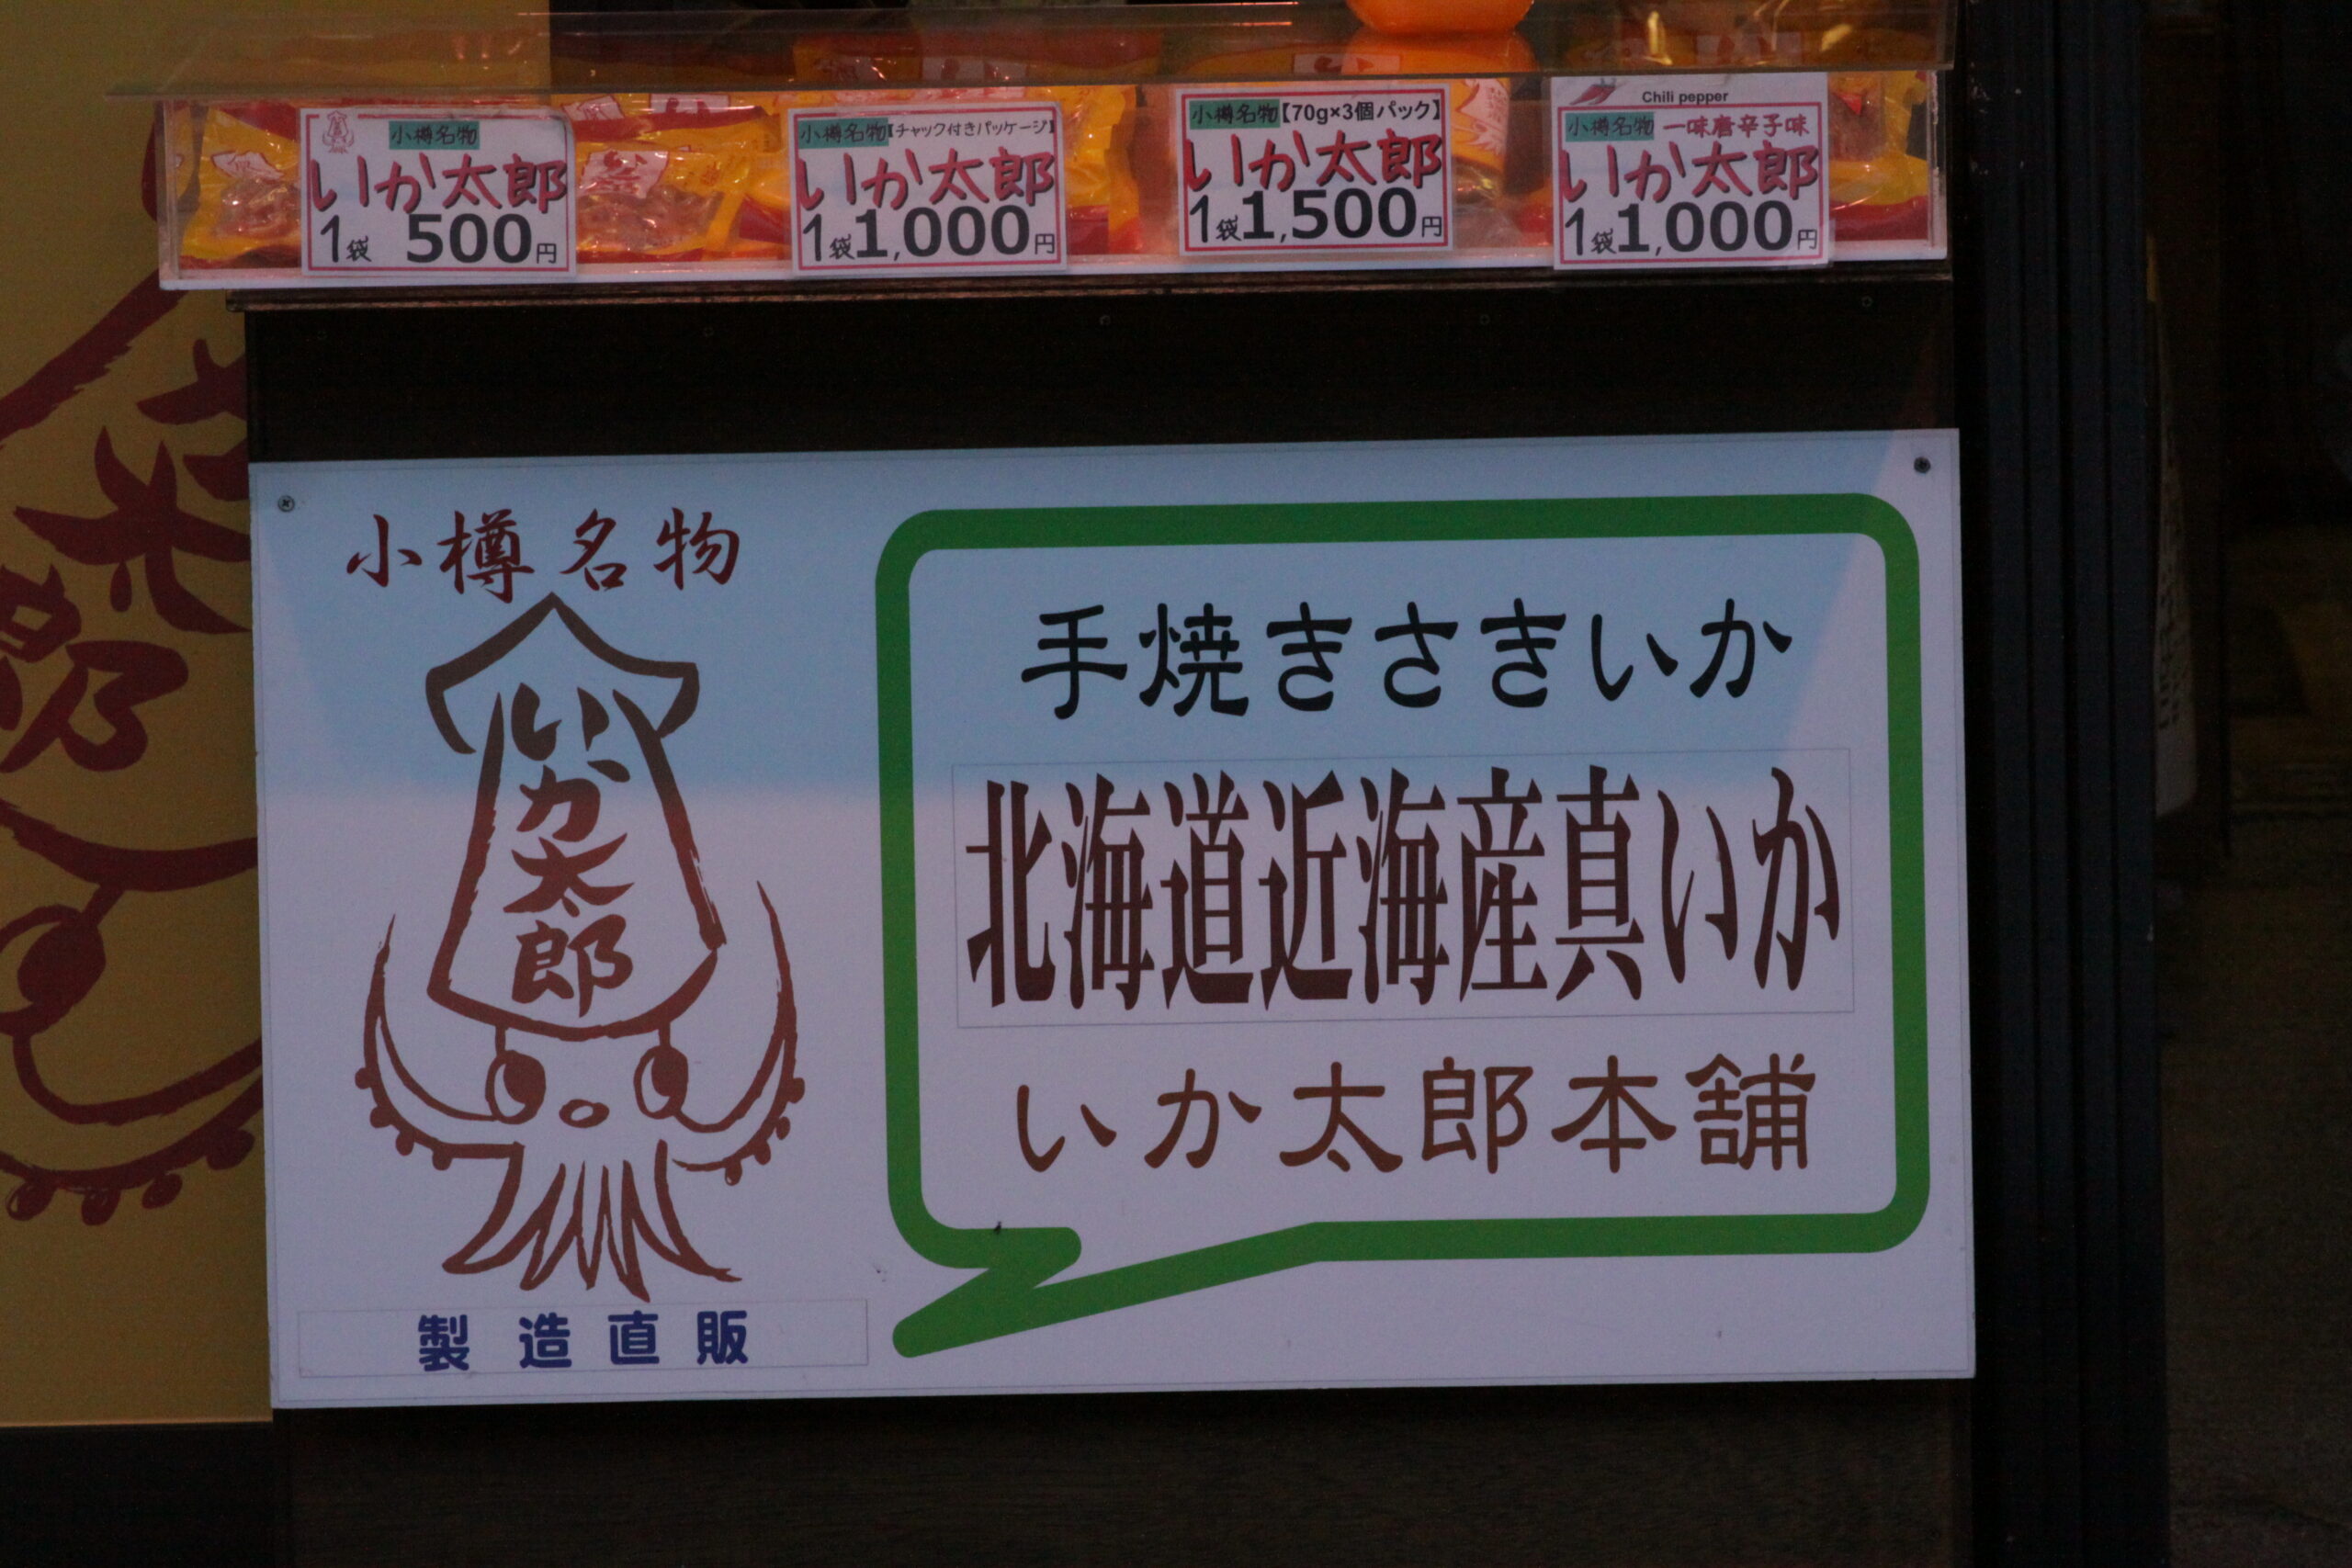 小樽名物
いか太郎
1袋 500円
小樽名物【チャック付きパッケージ】
いか太郎
1袋1,000円
小樽名物【70g×3個パック】
いか太郎
1袋1,500円
Chili pepper
小樽名物 一味唐辛子味
いか太郎
1袋1,000円
小樽名物
いか太郎
製造直販
手焼きさきいか
北海道近海産真いか
いか太郎本舗
太
郎